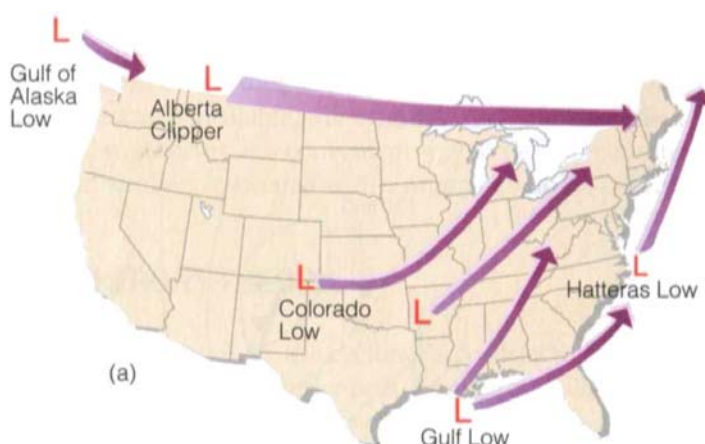 L
Gulf of
Alaska
Low
L
Alberta
Clipper
L
Colorado
Low
L
L
Hatteras Low
(a)
L
Gulf Low